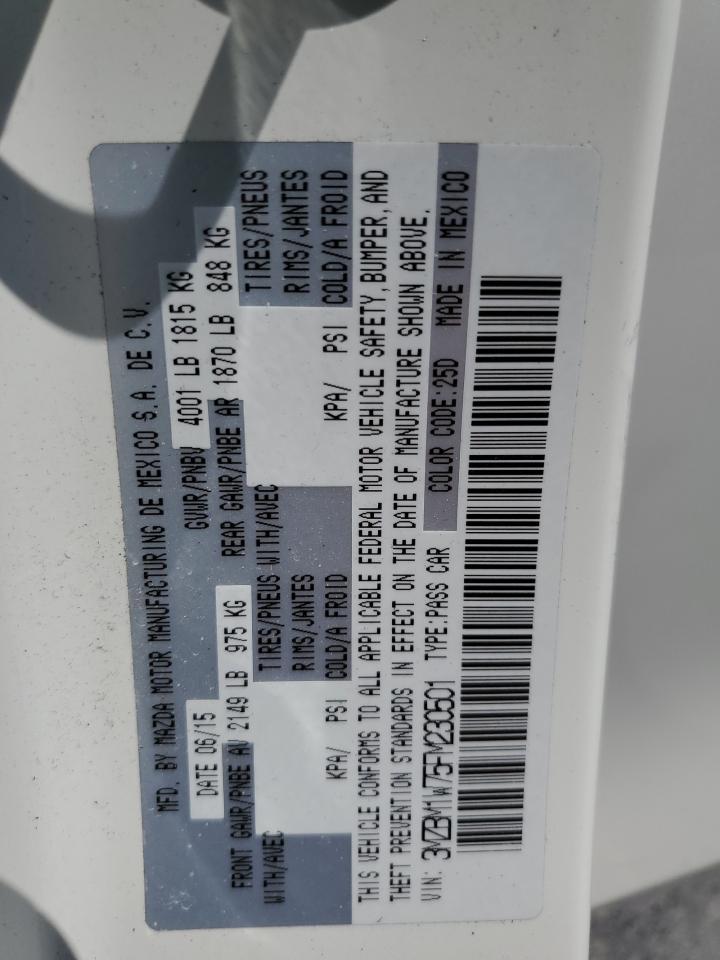 MFD. BY MAZDA MOTOR MANUFACTURING DE MEXICO S.A. DE C.V.
DATE 06/15 GVWR/PNBV 4001 LB 1815 KG
FRONT GAWR/PNBE AV 2149 LB 975 KG REAR GAWR/PNBE AR 1870 LB 848 KG
WITH/AVEC TIRES/PNEUS WITH/AVEC TIRES/PNEUS
RIMS/JANTES RIMS/JANTES
KPA/ PSI COLD/A FROID KPA/ PSI COLD/A FROID
THIS VEHICLE CONFORMS TO ALL APPLICABLE FEDERAL MOTOR VEHICLE SAFETY, BUMPER, AND
THEFT PREVENTION STANDARDS IN EFFECT ON THE DATE OF MANUFACTURE SHOWN ABOVE.
VIN: 3MZBM1W75FM230501 TYPE:PASS CAR COLOR CODE:25D MADE IN MEXICO